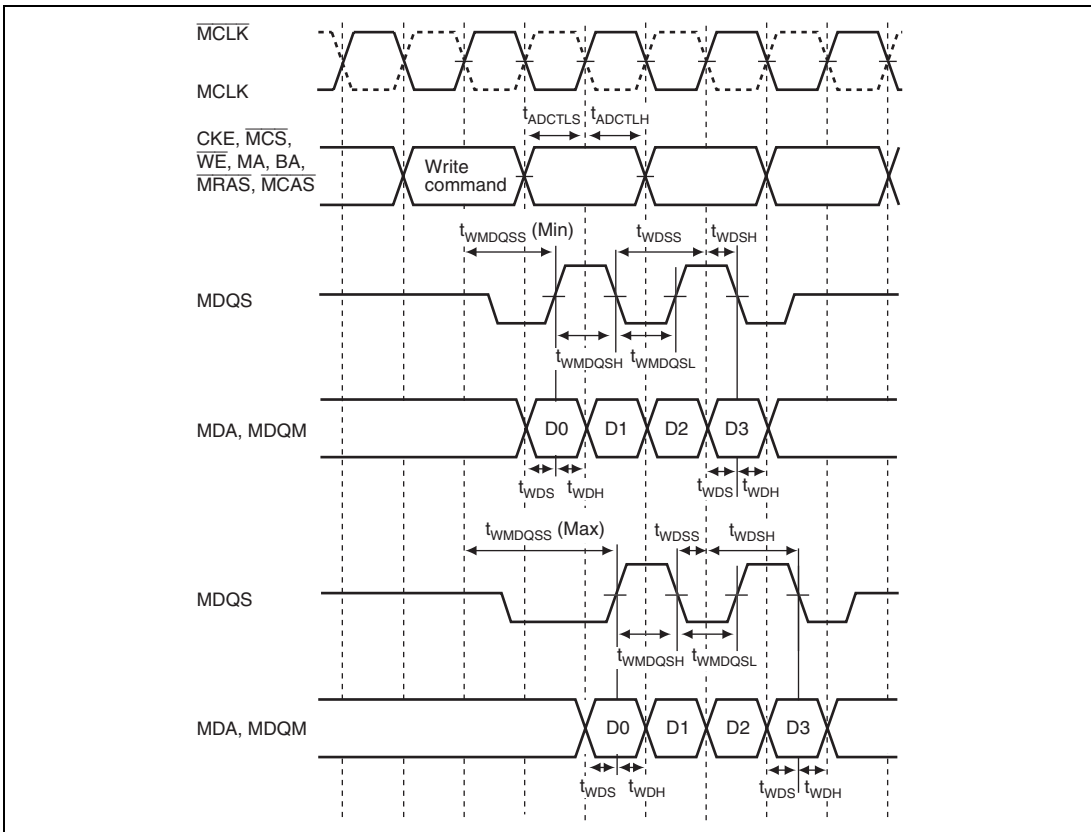 MCLK
MCLK
tADCTLS tADCTLH
CKE, MCS,
WE, MA, BA,
MRAS, MCAS
Write
command
tWMDQSS (Min) tWDSS tWDSH
MDQS
tWMDQSH tWMDQSL
MDA, MDQM D0 D1 D2 D3
tWDS tWDH tWDS tWDH
tWMDQSS (Max) tWDSS tWDSH
MDQS
tWMDQSH tWMDQSL
MDA, MDQM D0 D1 D2 D3
tWDS tWDH tWDS tWDH